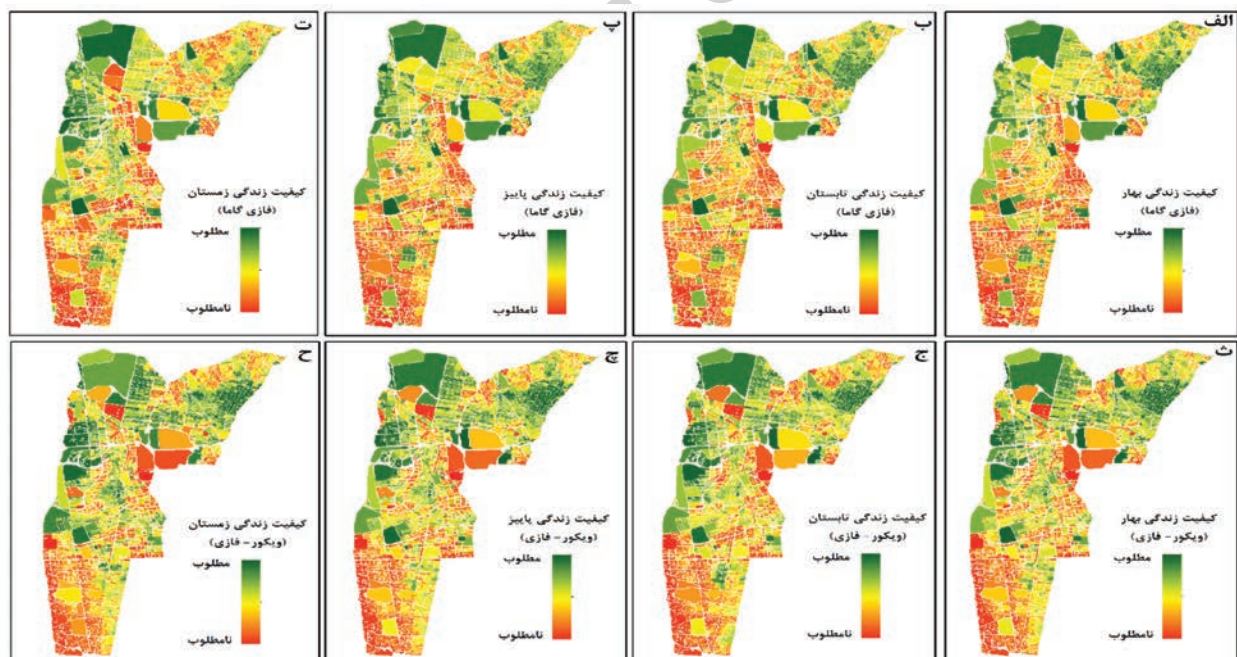 الف
کیفیت زندگی بهار
(فازی گاما)
مطلوب
نامطلوب
ب
کیفیت زندگی تابستان
(فازی گاما)
مطلوب
نامطلوب
پ
کیفیت زندگی پاییز
(فازی گاما)
مطلوب
نامطلوب
ت
کیفیت زندگی زمستان
(فازی گاما)
مطلوب
نامطلوب
ث
کیفیت زندگی بهار
(ویکور- فازی)
مطلوب
نامطلوب
ج
کیفیت زندگی تابستان
(ویکور- فازی)
مطلوب
نامطلوب
چ
کیفیت زندگی پاییز
(ویکور- فازی)
مطلوب
نامطلوب
ح
کیفیت زندگی زمستان
(ویکور- فازی)
مطلوب
نامطلوب